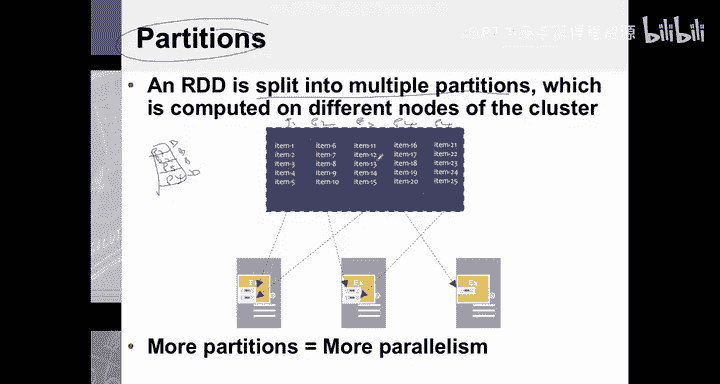 Partitions
bilibili
• An RDD is split into multiple partitions, which
is computed on different nodes of the cluster
item-1 item-6 item-11 item-16 item-21
item-2 item-7 item-12 item-17 item-22
item-3 item-8 item-13 item-18 item-23
item-4 item-9 item-14 item-19 item-24
item-5 item-10 item-15 item-20 item-25
Ex Ex Ex
• More partitions = More parallelism